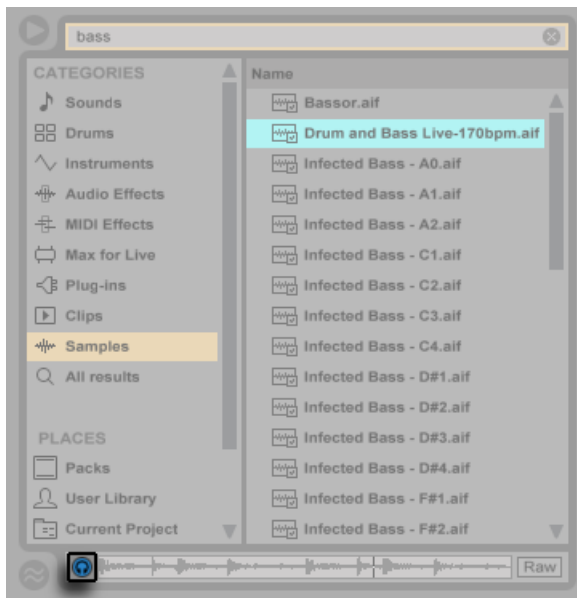 bass
CATEGORIES
Sounds
Drums
Instruments
Audio Effects
MIDI Effects
Max for Live
Plug-ins
Clips
Samples
All results
PLACES
Packs
User Library
Current Project
Name
Bassor.aif
Drum and Bass Live-170bpm.aif
Infected Bass - A0.aif
Infected Bass - A1.aif
Infected Bass - A2.aif
Infected Bass - C1.aif
Infected Bass - C2.aif
Infected Bass - C3.aif
Infected Bass - C4.aif
Infected Bass - D#1.aif
Infected Bass - D#2.aif
Infected Bass - D#3.aif
Infected Bass - D#4.aif
Infected Bass - F#1.aif
Infected Bass - F#2.aif
Raw